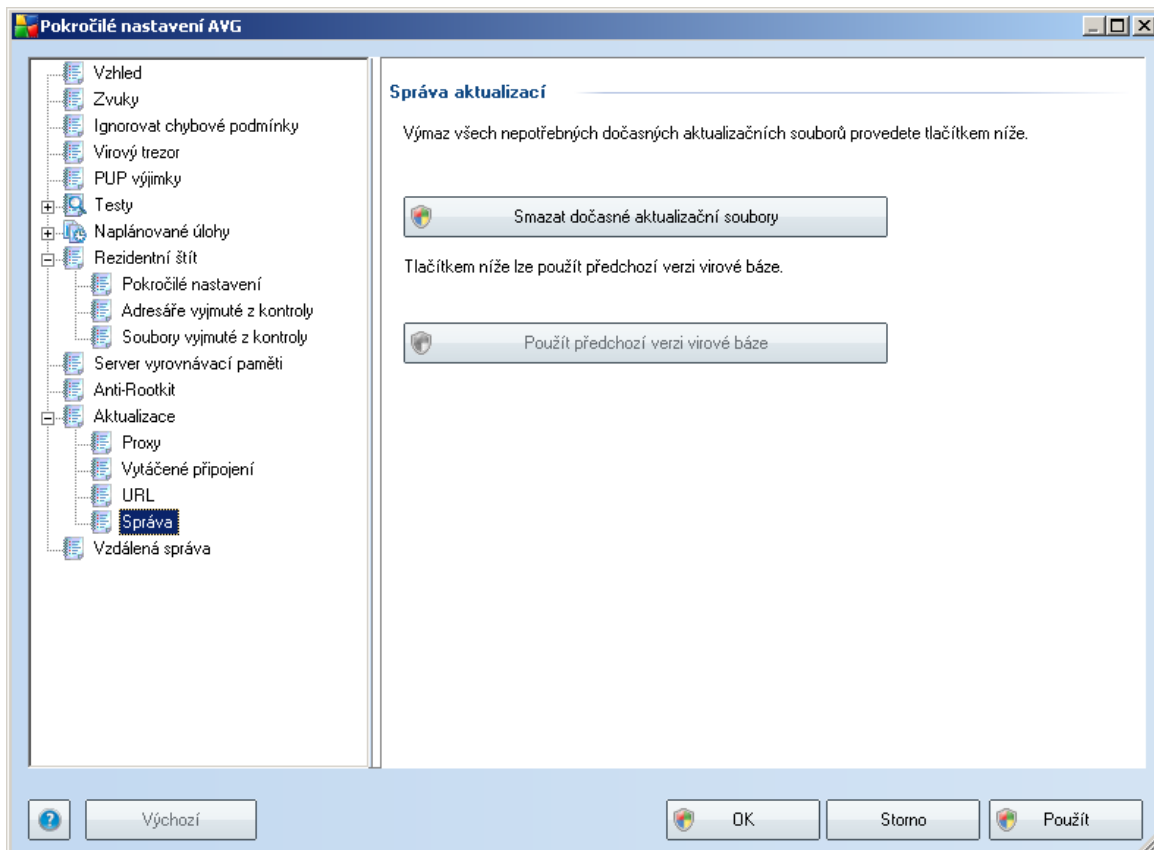 Pokročilé nastavení AVG
Vzhled
Zvuky
Ignorovat chybové podmínky
Virový trezor
PUP výjimky
Testy
Naplánované úlohy
Rezidentní štít
Pokročilé nastavení
Adresáře vyjmuté z kontroly
Soubory vyjmuté z kontroly
Server vyrovnávací paměti
Anti-Rootkit
Aktualizace
Proxy
Vytáčené připojení
URL
Správa
Vzdálená správa
Správa aktualizací
Výmaz všech nepotřebných dočasných aktualizačních souborů provedete tlačítkem níže.
Smazat dočasné aktualizační soubory
Tlačítkem níže lze použít předchozí verzi virové báze.
Použít předchozí verzi virové báze
Výchozí
OK
Storno
Použít